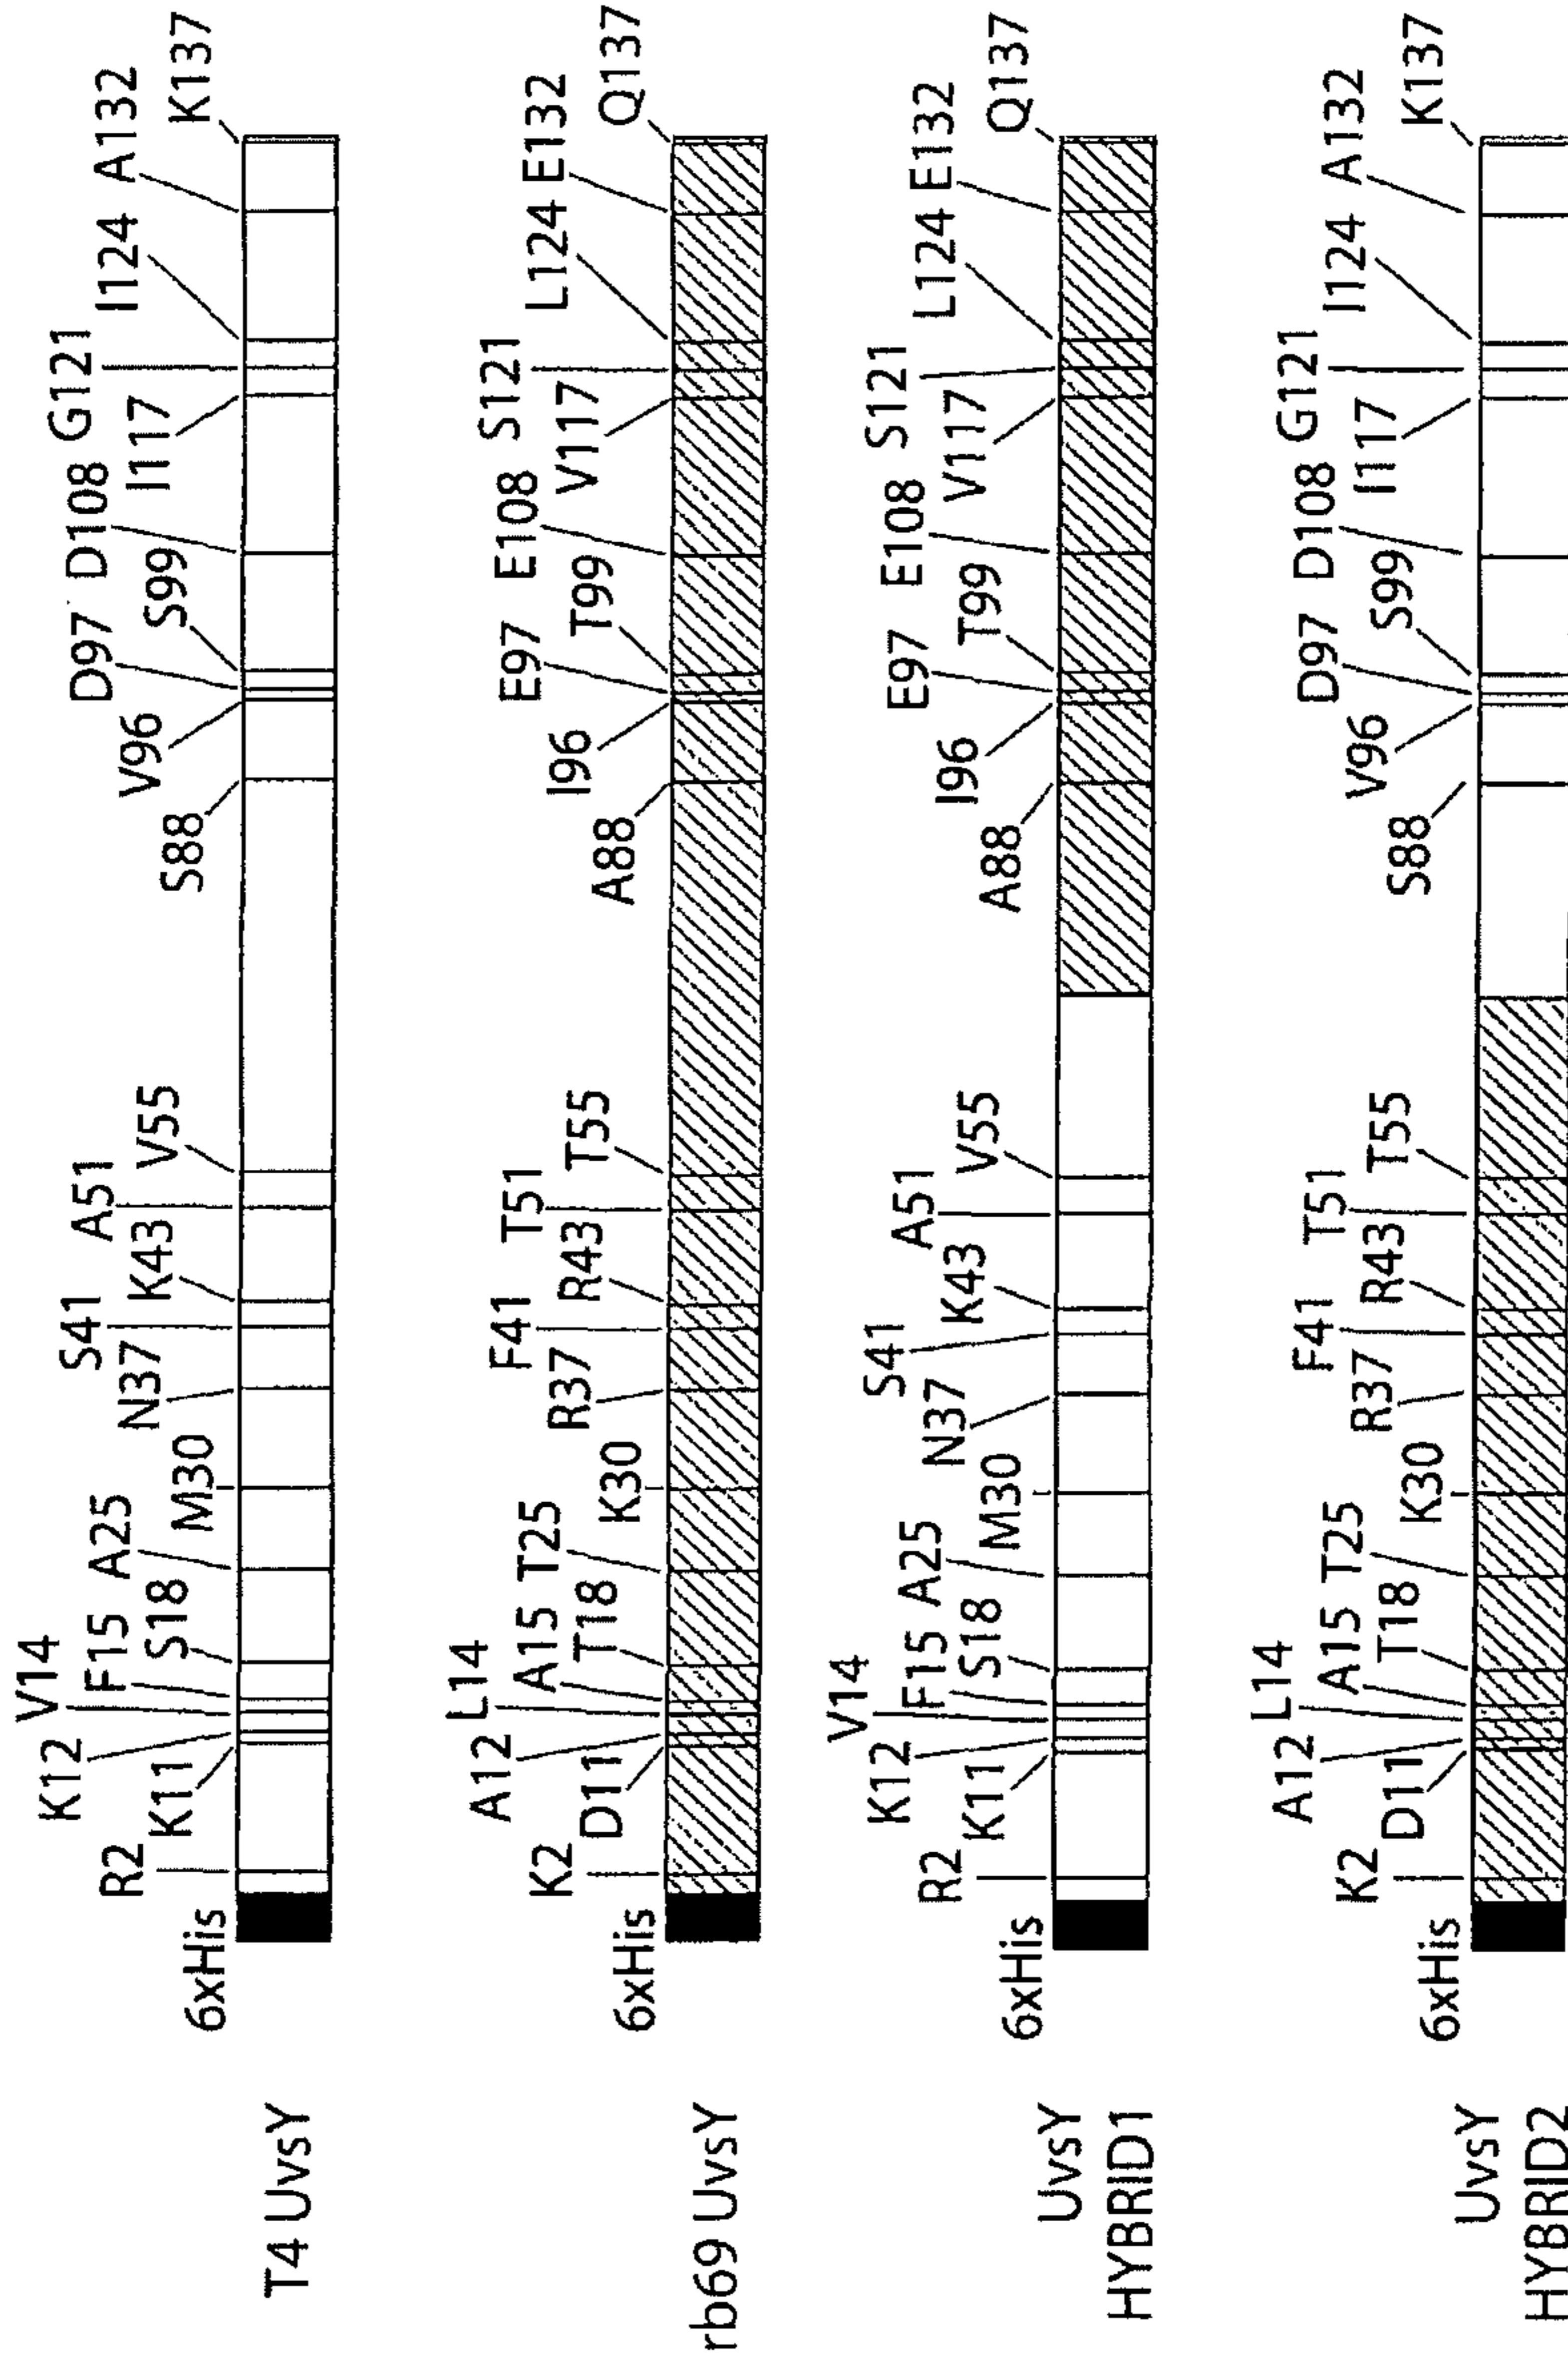 T4 UvsY
6xHis
R2
K11
K12
V14
F15
S18
A25
M30
N37
S41
K43
A51
V55
S88
V96
D97
S99
D108
I117
G121
I124
A132
K137
rb69 UvsY
6xHis
K2
D11
A12
L14
A15
T18
T25
K30
R37
F41
R43
T51
T55
A88
I96
E97
T99
E108
V117
S121
L124
E132
Q137
UvsY
HYBRID1
6xHis
R2
K11
K12
V14
F15
S18
A25
M30
N37
S41
K43
A51
V55
A88
I96
E97
T99
E108
V117
S121
L124
E132
Q137
UvsY
HYBRID2
6xHis
K2
D11
A12
L14
A15
T18
T25
K30
R37
F41
R43
T51
T55
S88
V96
D97
S99
D108
I117
G121
I124
A132
K137